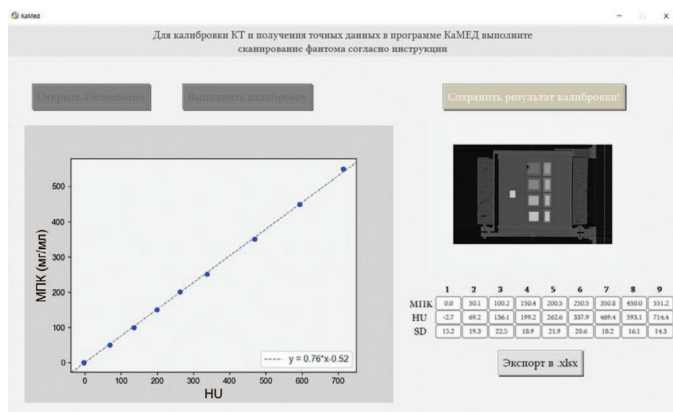 KaMed
Для калибровки КТ и получения точных данных в программе КаМЕД выполните
сканирование фантома согласно инструкции
Открыть DicomSeries
Выполнить калибровку
Сохранить результат калибровки!
МПК (мг/мл)
500
400
300
200
100
0
0 100 200 300 400 500 600 700
HU
y = 0.76*x-0.52
1 2 3 4 5 6 7 8 9
МПК 0.0 50.1 100.2 150.4 200.5 250.5 350.8 450.0 551.2
HU -2.7 69.2 136.1 199.2 262.6 337.9 469.4 593.1 714.4
SD 15.2 19.3 22.5 18.9 21.9 20.6 18.2 16.1 14.3
Экспорт в .xlsx